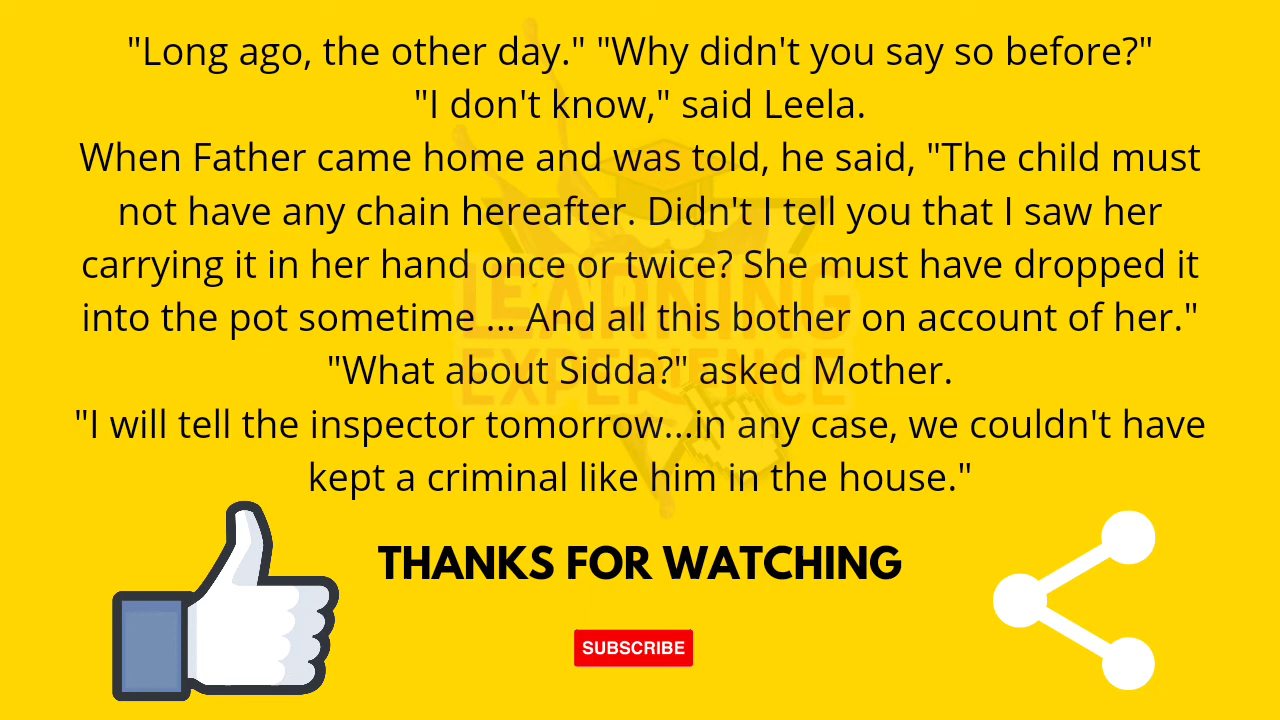 "Long ago, the other day." "Why didn't you say so before?"
"I don't know," said Leela.
When Father came home and was told, he said, "The child must
not have any chain hereafter. Didn't I tell you that I saw her
carrying it in her hand once or twice? She must have dropped it
into the pot sometime ... And all this bother on account of her."
"What about Sidda?" asked Mother.
"I will tell the inspector tomorrow...in any case, we couldn't have
kept a criminal like him in the house."
LEARNING
EXPERIENCE
THANKS FOR WATCHING
SUBSCRIBE